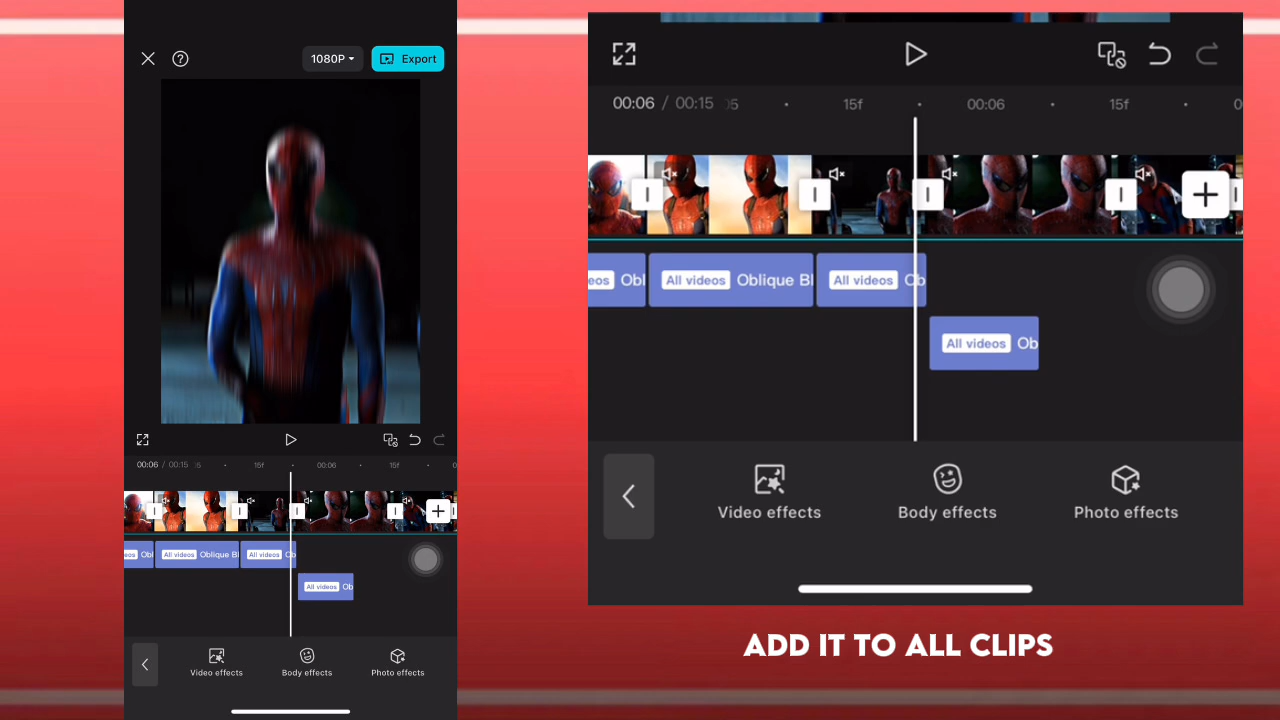 1080P
Export
00:06 / 00:15
15f
00:06
15f
All videos
Oblique Bl
All videos
Ob
All videos
Ob
Video effects
Body effects
Photo effects
00:06 / 00:15
15f
00:06
15f
eos Obl
All videos Oblique Bl
All videos Ob
All videos Ob
Video effects
Body effects
Photo effects
ADD IT TO ALL CLIPS